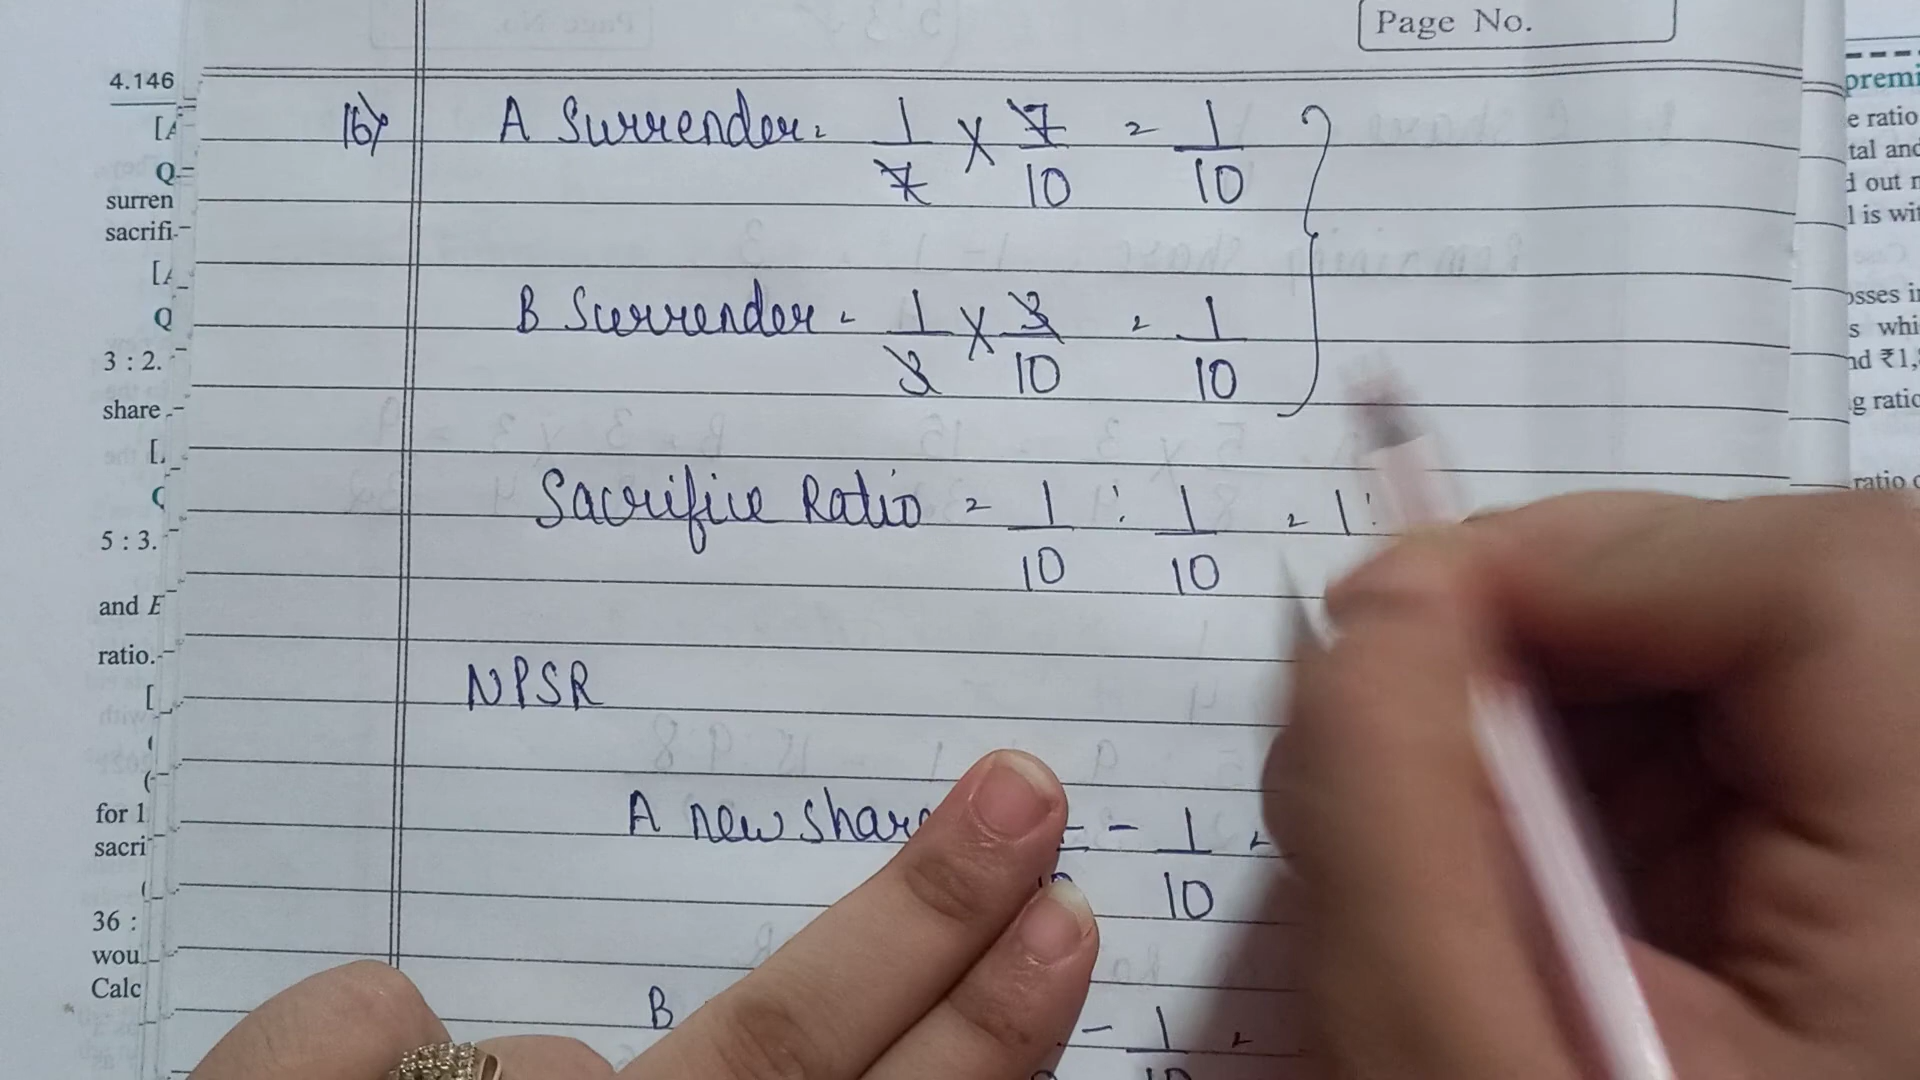 Page No.
4.146
16)
A Surrender = 1/7 × 7/10 = 1/10
Q
surren
sacrifi
B Surrender = 1/3 × 3/10 = 1/10
Q
3 : 2.
share
Sacrifice Ratio = 1/10 : 1/10 = 1:
5 : 3.
and E
ratio.
NPSR
A new shar - 1/10 =
for 1
sacri
36 :
wou
Calc
B - 1/10 =
premi
e ratio
tal and
d out
l is wit
osses i
s whi
nd ₹1,
g ratio
ratio